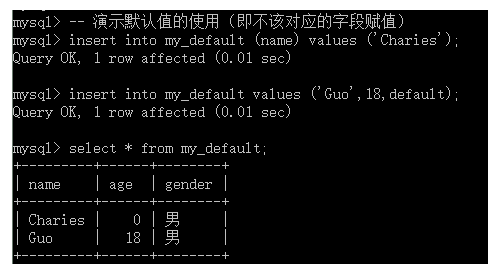 mysql> -- 演示默认值的使用（即不该对应的字段赋值）
mysql> insert into my_default (name) values ('Charies');
Query OK, 1 row affected (0.01 sec)
mysql> insert into my_default values ('Guo',18,default);
Query OK, 1 row affected (0.01 sec)
mysql> select * from my_default;
+---------+------+--------+
| name    | age  | gender |
+---------+------+--------+
| Charies |    0 | 男     |
| Guo     |   18 | 男     |
+---------+------+--------+